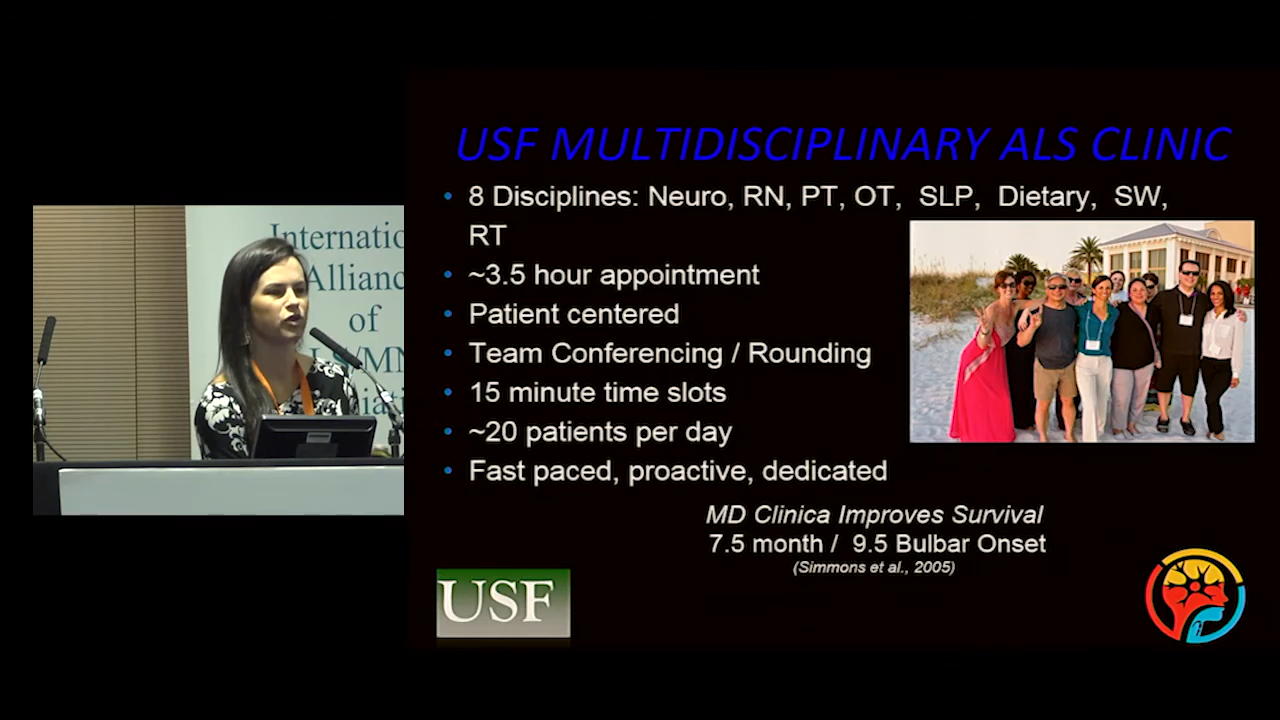 Internatio
Allianc
of
USF MULTIDISCIPLINARY ALS CLINIC
• 8 Disciplines: Neuro, RN, PT, OT, SLP, Dietary, SW,
RT
• ~3.5 hour appointment
• Patient centered
• Team Conferencing / Rounding
• 15 minute time slots
• ~20 patients per day
• Fast paced, proactive, dedicated
MD Clinica Improves Survival
7.5 month / 9.5 Bulbar Onset
(Simmons et al., 2005)
USF